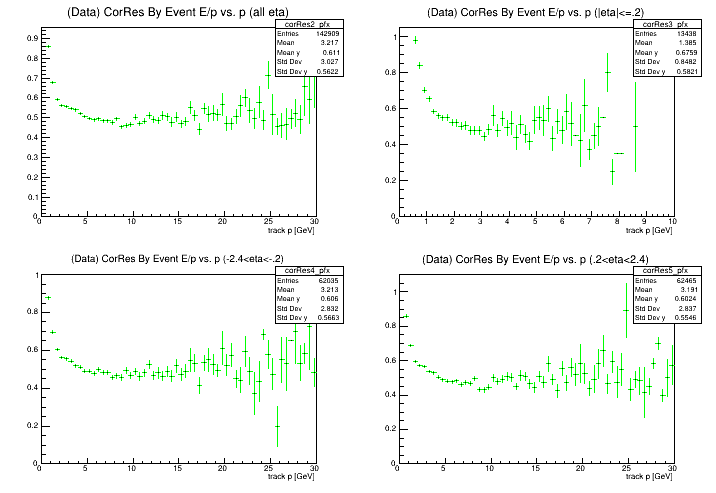 (Data) CorRes By Event E/p vs. p (all eta)
corRes2_pfx
Entries 142909
Mean 3.217
Mean y 0.611
Std Dev 3.027
Std Dev y 0.5622
0.9
0.8
0.7
0.6
0.5
0.4
0.3
0.2
0.1
0
0 5 10 15 20 25 30
track p [GeV]
(Data) CorRes By Event E/p vs. p (|eta|<=.2)
corRes3_pfx
Entries 13438
Mean 1.385
Mean y 0.6759
Std Dev 0.8482
Std Dev y 0.5821
1
0.8
0.6
0.4
0.2
0
0 1 2 3 4 5 6 7 8 9 10
track p [GeV]
(Data) CorRes By Event E/p vs. p (-2.4<eta<-.2)
corRes4_pfx
Entries 62035
Mean 3.213
Mean y 0.606
Std Dev 2.832
Std Dev y 0.5663
1
0.8
0.6
0.4
0.2
0
0 5 10 15 20 25 30
track p [GeV]
(Data) CorRes By Event E/p vs. p (.2<eta<2.4)
corRes5_pfx
Entries 62465
Mean 3.191
Mean y 0.6024
Std Dev 2.837
Std Dev y 0.5546
1
0.8
0.6
0.4
0.2
0
0 5 10 15 20 25 30
track p [GeV]